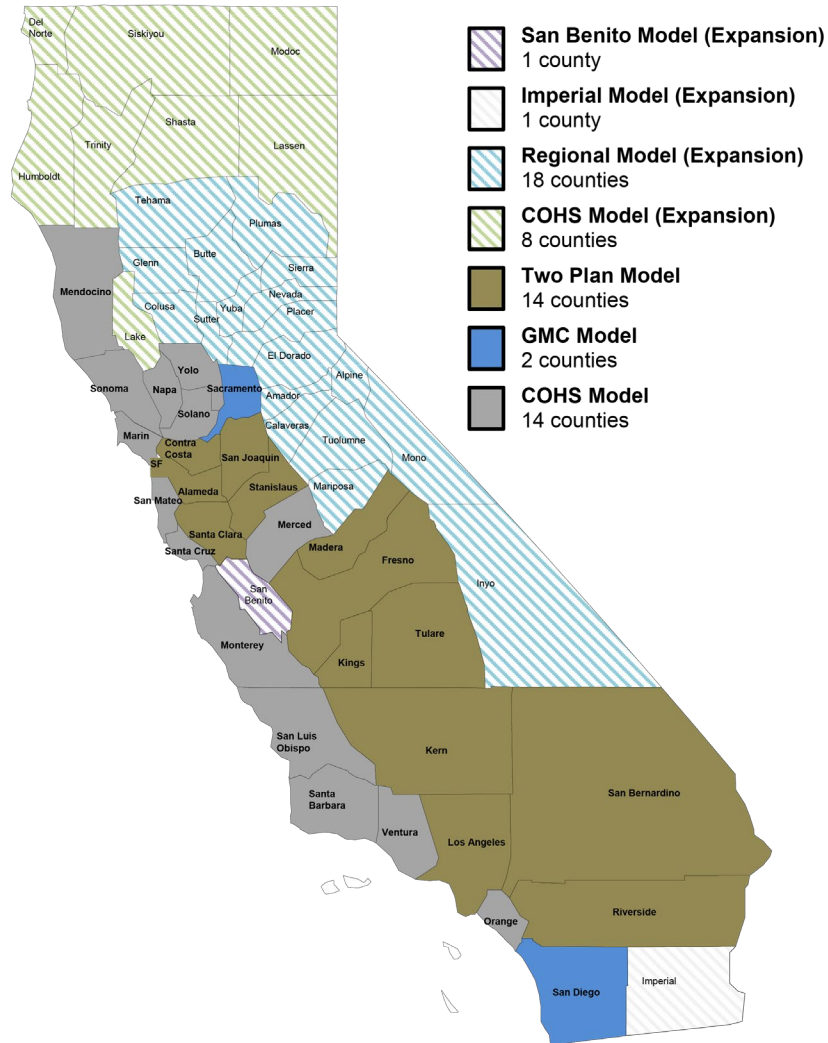 San Benito Model (Expansion)
1 county
Imperial Model (Expansion)
1 county
Regional Model (Expansion)
18 counties
COHS Model (Expansion)
8 counties
Two Plan Model
14 counties
GMC Model
2 counties
COHS Model
14 counties
Del
Norte
Siskiyou
Modoc
Humboldt
Trinity
Shasta
Lassen
Tehama
Plumas
Mendocino
Glenn
Butte
Sierra
Colusa
Sutter
Yuba
Nevada
Placer
Lake
El Dorado
Yolo
Sonoma
Napa
Sacramento
Alpine
Amador
Solano
Marin
Contra
Costa
Calaveras
Tuolumne
San Joaquin
Mono
SF
Alameda
Stanislaus
Mariposa
San Mateo
Merced
Santa Clara
Santa Cruz
Madera
Fresno
San
Benito
Inyo
Monterey
Tulare
Kings
San Luis
Obispo
Kern
Santa
Barbara
San Bernardino
Ventura
Los Angeles
Orange
Riverside
San Diego
Imperial